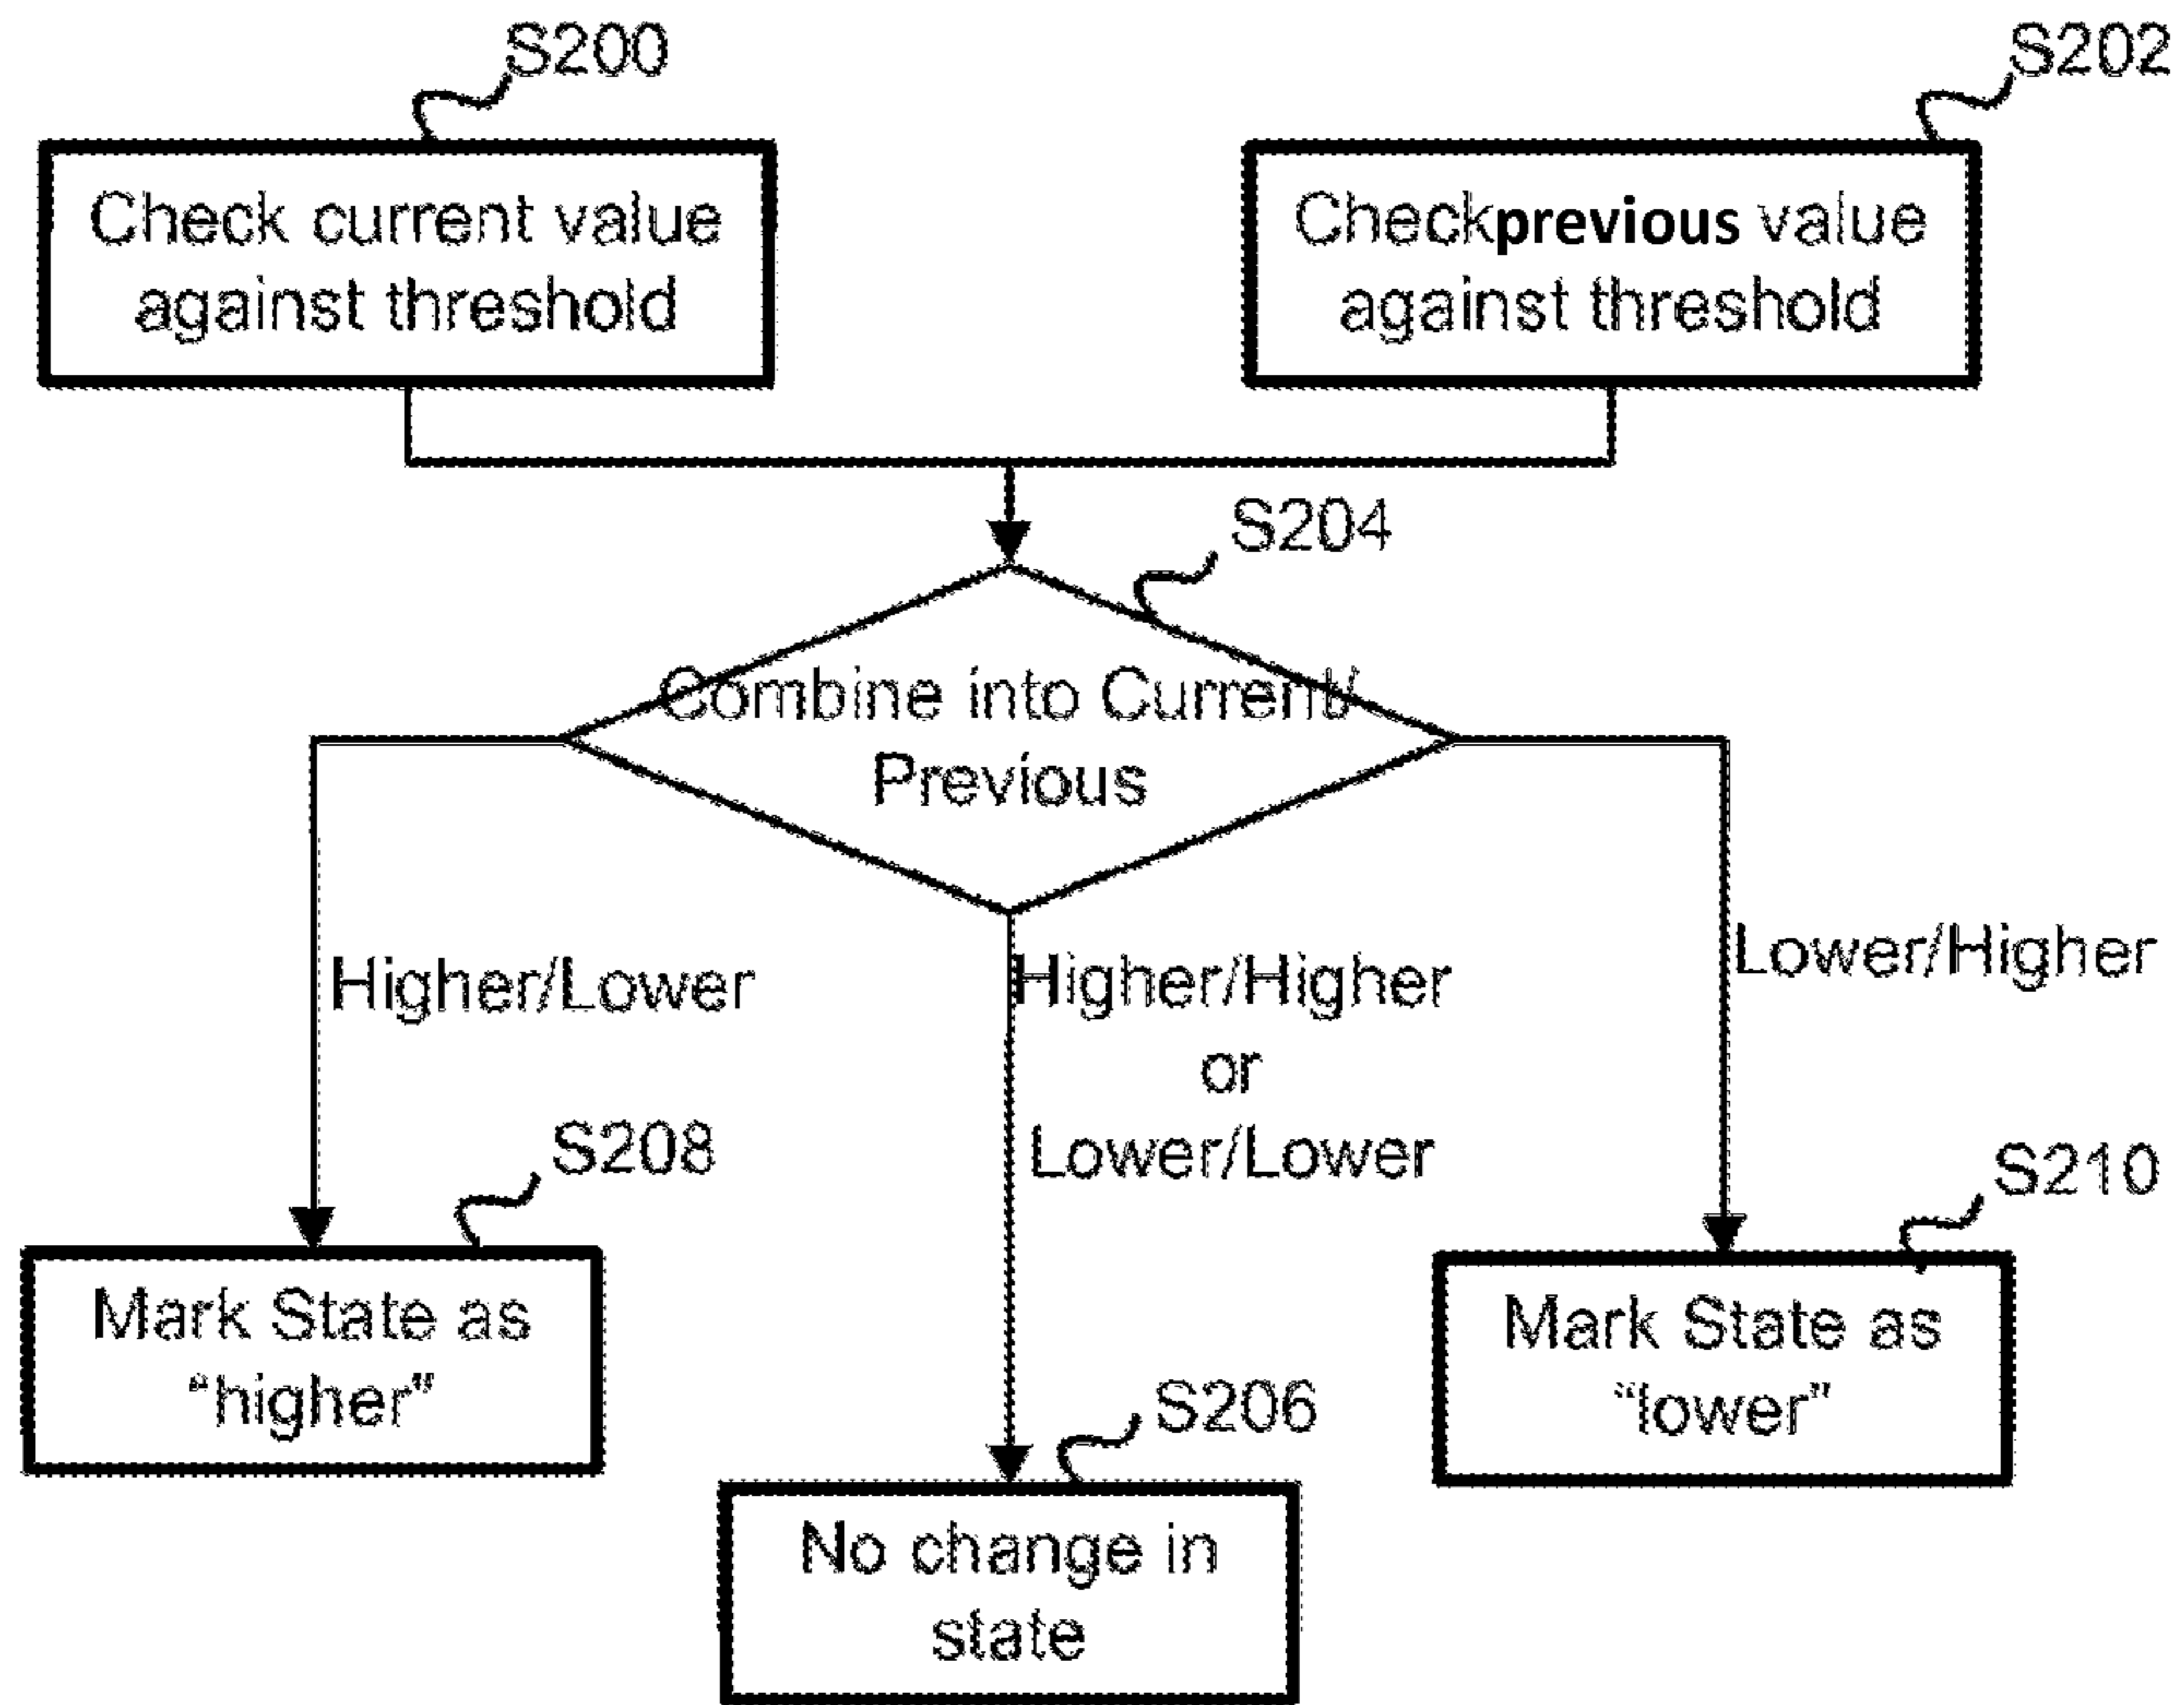 S200
S202
Check current value
against threshold
Checkprevious value
against threshold
S204
Combine into Current/
Previous
Higher/Lower
Higher/Higher
or
Lower/Lower
Lower/Higher
S208
S210
Mark State as
“higher”
Mark State as
“lower”
S206
No change in
state